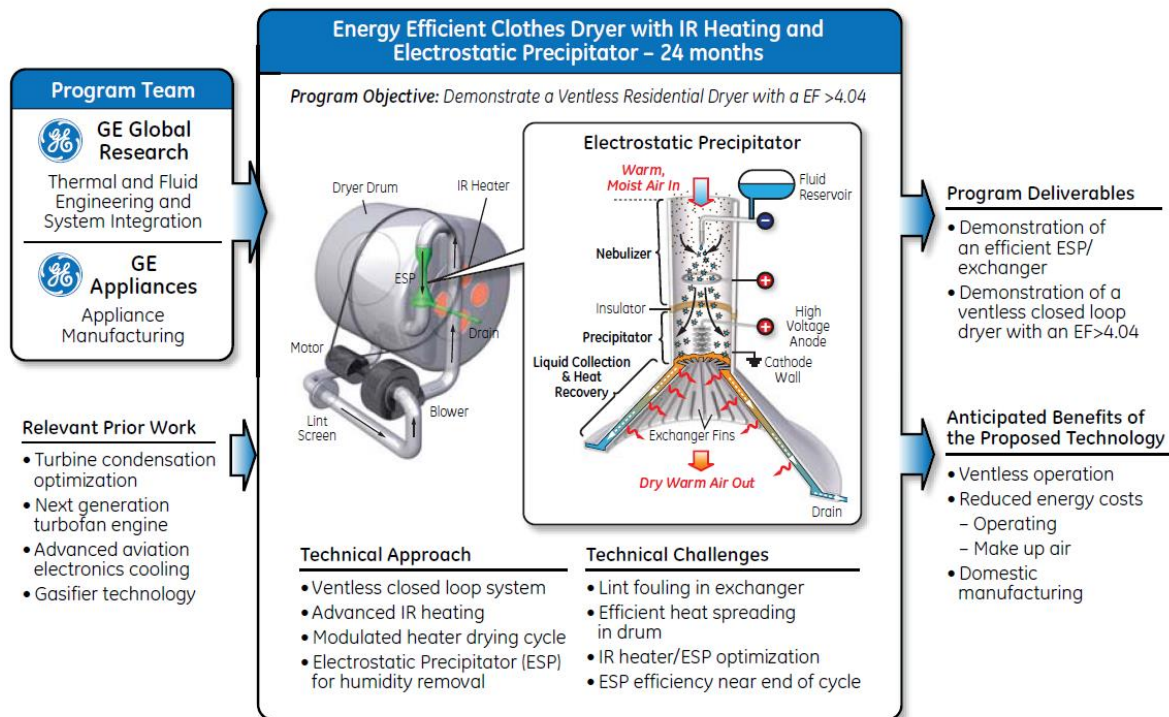 Energy Efficient Clothes Dryer with IR Heating and
Electrostatic Precipitator – 24 months
Program Team
GE
GE Global
Research
Thermal and Fluid
Engineering and
System Integration
GE
GE
Appliances
Appliance
Manufacturing
Relevant Prior Work
• Turbine condensation
optimization
• Next generation
turbofan engine
• Advanced aviation
electronics cooling
• Gasifier technology
Program Objective: Demonstrate a Ventless Residential Dryer with a EF >4.04
Dryer Drum
IR Heater
ESP
Drain
Motor
Blower
Lint
Screen
Electrostatic Precipitator
Warm,
Moist Air In
Fluid
Reservoir
–
Nebulizer
+
Insulator
High
Voltage
Anode
+
Precipitator
Cathode
Wall
Liquid Collection
& Heat
Recovery
Exchanger Fins
Dry Warm Air Out
Drain
Technical Approach
• Ventless closed loop system
• Advanced IR heating
• Modulated heater drying cycle
• Electrostatic Precipitator (ESP)
for humidity removal
Technical Challenges
• Lint fouling in exchanger
• Efficient heat spreading
in drum
• IR heater/ESP optimization
• ESP efficiency near end of cycle
Program Deliverables
• Demonstration of
an efficient ESP/
exchanger
• Demonstration of a
ventless closed loop
dryer with an EF>4.04
Anticipated Benefits of
the Proposed Technology
• Ventless operation
• Reduced energy costs
– Operating
– Make up air
• Domestic
manufacturing